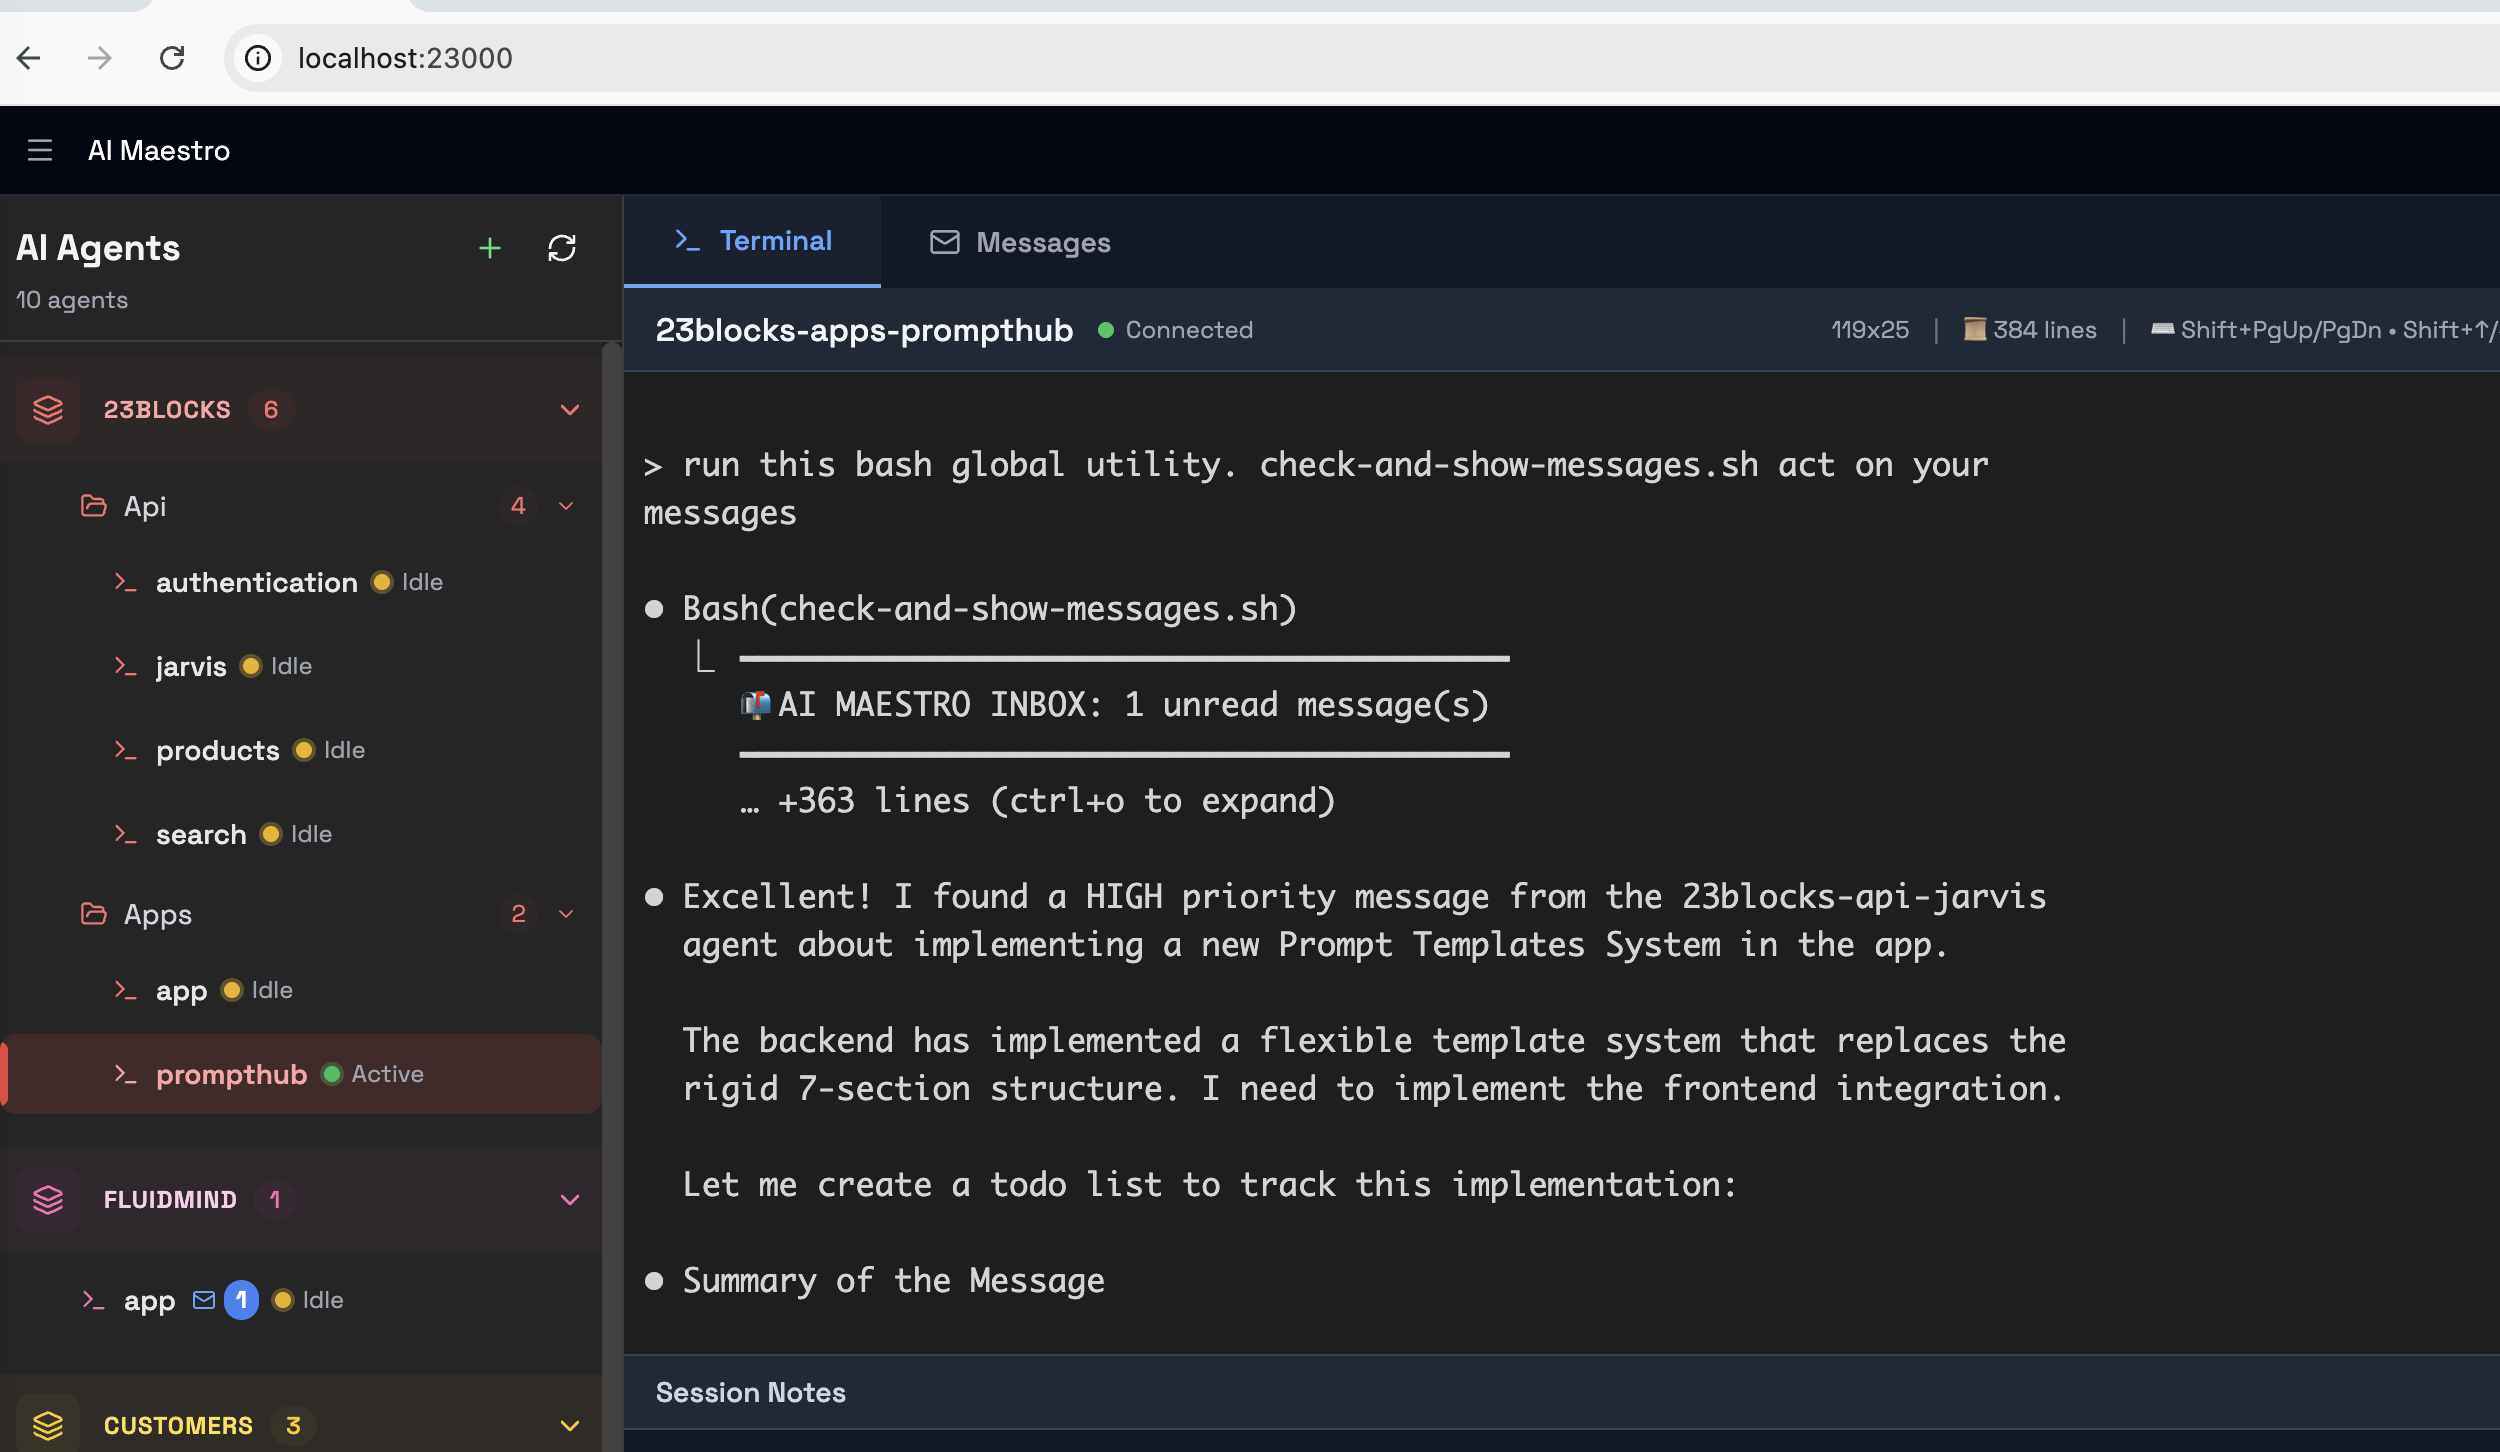 localhost:23000
AI Maestro
AI Agents
10 agents
23BLOCKS 6
Api 4
authentication Idle
jarvis Idle
products Idle
search Idle
Apps 2
app Idle
prompthub Active
FLUIDMIND 1
app 1 Idle
CUSTOMERS 3
Terminal
Messages
23blocks-apps-prompthub Connected
119x25 | 384 lines | Shift+PgUp/PgDn • Shift+↑/
> run this bash global utility. check-and-show-messages.sh act on your
messages
● Bash(check-and-show-messages.sh)
AI MAESTRO INBOX: 1 unread message(s)
… +363 lines (ctrl+o to expand)
● Excellent! I found a HIGH priority message from the 23blocks-api-jarvis
agent about implementing a new Prompt Templates System in the app.
The backend has implemented a flexible template system that replaces the
rigid 7-section structure. I need to implement the frontend integration.
Let me create a todo list to track this implementation:
● Summary of the Message
Session Notes